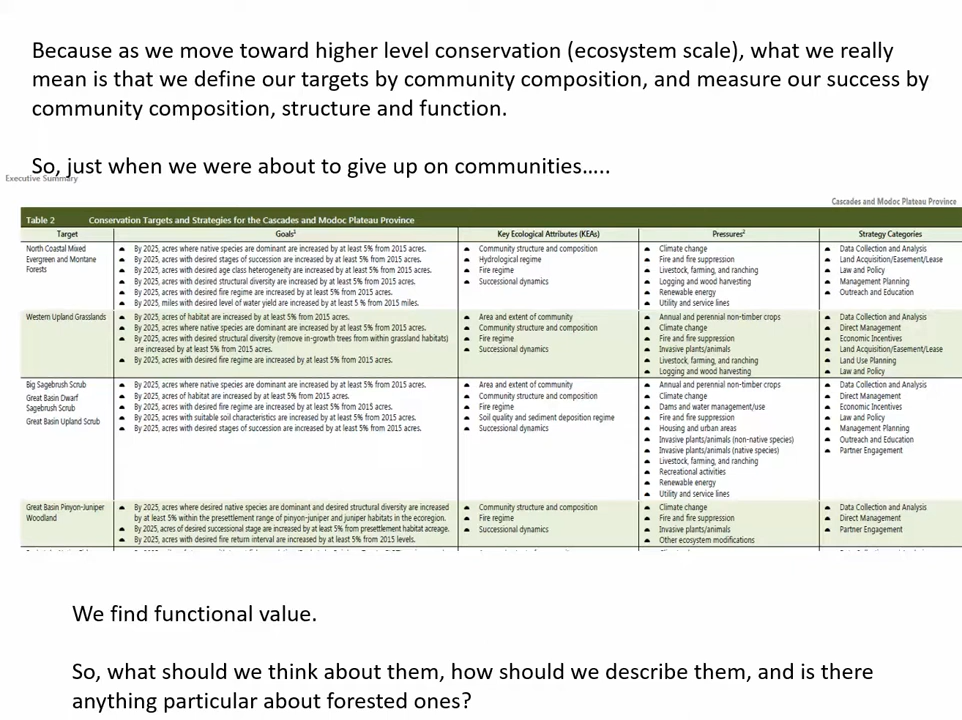 Because as we move toward higher level conservation (ecosystem scale), what we really
mean is that we define our targets by community composition, and measure our success by
community composition, structure and function.
So, just when we were about to give up on communities…..
Executive Summary
Cascades and Modoc Plateau Province
Table 2 Conservation Targets and Strategies for the Cascades and Modoc Plateau Province
Target Goals¹ Key Ecological Attributes (KEAs) Pressures² Strategy Categories
North Coastal Mixed
Evergreen and Montane
Forests
By 2025, acres where native species are dominant are increased by at least 5% from 2015 acres.
By 2025, acres with desired stages of succession are increased by at least 5% from 2015 acres.
By 2025, acres with desired age class heterogeneity are increased by at least 5% from 2015 acres.
By 2025, acres with desired structural diversity are increased by at least 5% from 2015 acres.
By 2025, acres with desired fire regime are increased by at least 5% from 2015 acres.
By 2025, miles with desired level of water yield are increased by at least 5 % from 2015 miles.
Community structure and composition
Hydrological regime
Fire regime
Successional dynamics
Climate change
Fire and fire suppression
Livestock, farming, and ranching
Logging and wood harvesting
Renewable energy
Utility and service lines
Data Collection and Analysis
Land Acquisition/Easement/Lease
Law and Policy
Management Planning
Outreach and Education
Western Upland Grasslands
By 2025, acres of habitat are increased by at least 5% from 2015 acres.
By 2025, acres where native species are dominant are increased by at least 5% from 2015 acres.
By 2025, acres with desired structural diversity (remove in-growth trees from within grassland habitats)
are increased by at least 5% from 2015 acres.
By 2025, acres with desired fire regime are increased by at least 5% from 2015 acres.
Area and extent of community
Community structure and composition
Fire regime
Successional dynamics
Annual and perennial non-timber crops
Climate change
Fire and fire suppression
Invasive plants/animals
Livestock, farming, and ranching
Logging and wood harvesting
Data Collection and Analysis
Direct Management
Economic Incentives
Land Acquisition/Easement/Lease
Land Use Planning
Law and Policy
Big Sagebrush Scrub
Great Basin Dwarf
Sagebrush Scrub
Great Basin Upland Scrub
By 2025, acres where native species are dominant are increased by at least 5% from 2015 acres.
By 2025, acres of habitat are increased by at least 5% from 2015 acres.
By 2025, acres with desired fire regime are increased by at least 5% from 2015 acres.
By 2025, acres with suitable soil characteristics are increased by at least 5% from 2015 acres.
By 2025, acres with desired stages of succession are increased by at least 5% from 2015 acres.
Area and extent of community
Community structure and composition
Fire regime
Soil quality and sediment deposition regime
Successional dynamics
Annual and perennial non-timber crops
Climate change
Dams and water management/use
Fire and fire suppression
Housing and urban areas
Invasive plants/animals (non-native species)
Invasive plants/animals (native species)
Livestock, farming, and ranching
Recreational activities
Renewable energy
Utility and service lines
Data Collection and Analysis
Direct Management
Economic Incentives
Law and Policy
Management Planning
Outreach and Education
Partner Engagement
Great Basin Pinyon-Juniper
Woodland
By 2025, acres where desired native species are dominant and desired structural diversity are increased
by at least 5% within the presettlement range of pinyon-juniper and juniper habitats in the ecoregion.
By 2025, acres of desired successional stage are increased by at least 5% from presettlement habitat acreage.
By 2025, acres with desired fire return interval are increased by at least 5% from 2015 levels.
Community structure and composition
Fire regime
Successional dynamics
Climate change
Fire and fire suppression
Invasive plants/animals
Other ecosystem modifications
Data Collection and Analysis
Direct Management
Partner Engagement
We find functional value.
So, what should we think about them, how should we describe them, and is there
anything particular about forested ones?